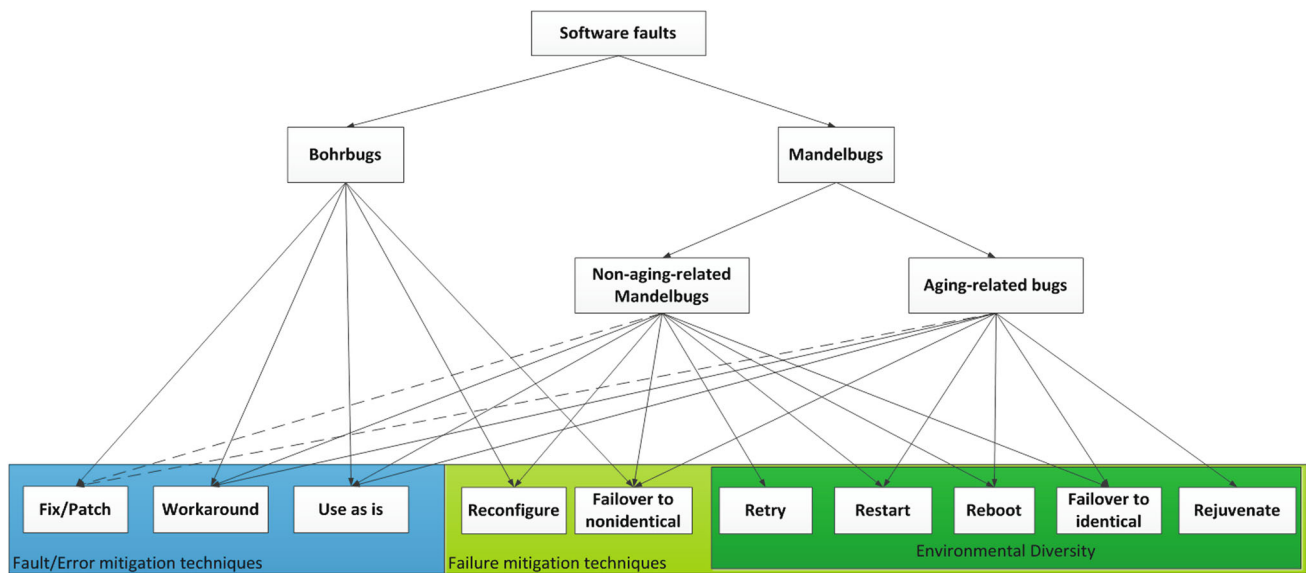 Software faults
Bohrbugs
Mandelbugs
Non-aging-related
Mandelbugs
Aging-related bugs
Fix/Patch
Workaround
Use as is
Reconfigure
Failover to
nonidentical
Retry
Restart
Reboot
Failover to
identical
Rejuvenate
Fault/Error mitigation techniques
Failure mitigation techniques
Environmental Diversity